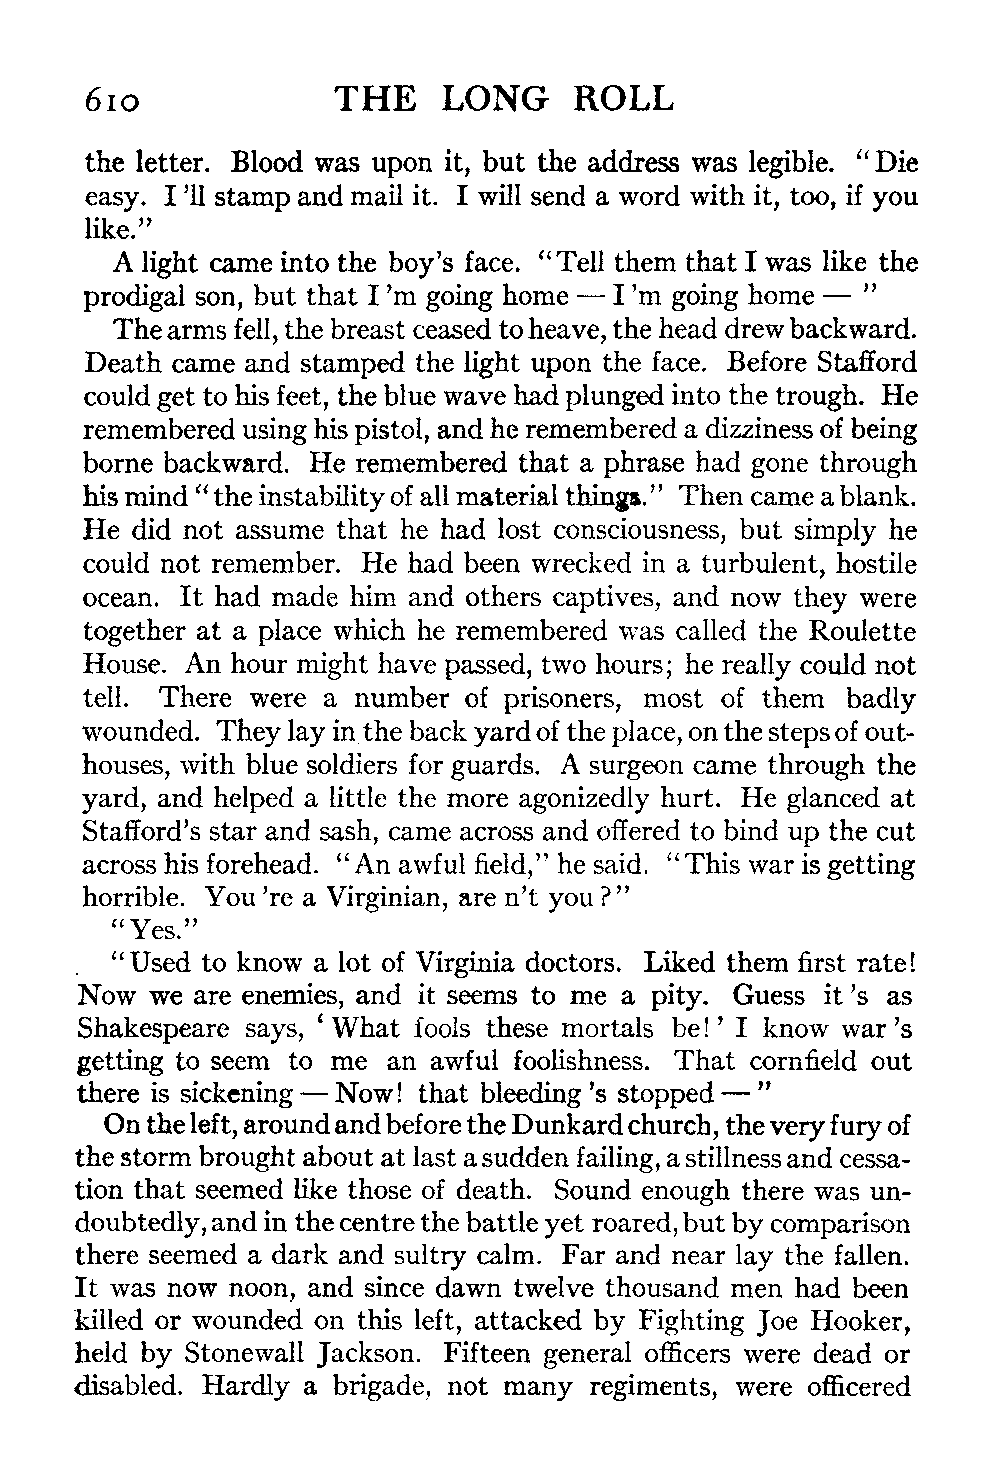 610 THE LONG ROLL
the letter. Blood was upon it, but the address was legible. “Die
easy. I ’ll stamp and mail it. I will send a word with it, too, if you
like.”
A light came into the boy’s face. “Tell them that I was like the
prodigal son, but that I ’m going home — I ’m going home — ”
The arms fell, the breast ceased to heave, the head drew backward.
Death came and stamped the light upon the face. Before Stafford
could get to his feet, the blue wave had plunged into the trough. He
remembered using his pistol, and he remembered a dizziness of being
borne backward. He remembered that a phrase had gone through
his mind “the instability of all material things.” Then came a blank.
He did not assume that he had lost consciousness, but simply he
could not remember. He had been wrecked in a turbulent, hostile
ocean. It had made him and others captives, and now they were
together at a place which he remembered was called the Roulette
House. An hour might have passed, two hours; he really could not
tell. There were a number of prisoners, most of them badly
wounded. They lay in the back yard of the place, on the steps of out-
houses, with blue soldiers for guards. A surgeon came through the
yard, and helped a little the more agonizedly hurt. He glanced at
Stafford’s star and sash, came across and offered to bind up the cut
across his forehead. “An awful field,” he said. “This war is getting
horrible. You ’re a Virginian, are n’t you?”
“Yes.”
“Used to know a lot of Virginia doctors. Liked them first rate!
Now we are enemies, and it seems to me a pity. Guess it ’s as
Shakespeare says, ‘What fools these mortals be!’ I know war ’s
getting to seem to me an awful foolishness. That cornfield out
there is sickening — Now! that bleeding ’s stopped — ”
On the left, around and before the Dunkard church, the very fury of
the storm brought about at last a sudden failing, a stillness and cessa-
tion that seemed like those of death. Sound enough there was un-
doubtedly, and in the centre the battle yet roared, but by comparison
there seemed a dark and sultry calm. Far and near lay the fallen.
It was now noon, and since dawn twelve thousand men had been
killed or wounded on this left, attacked by Fighting Joe Hooker,
held by Stonewall Jackson. Fifteen general officers were dead or
disabled. Hardly a brigade, not many regiments, were officered